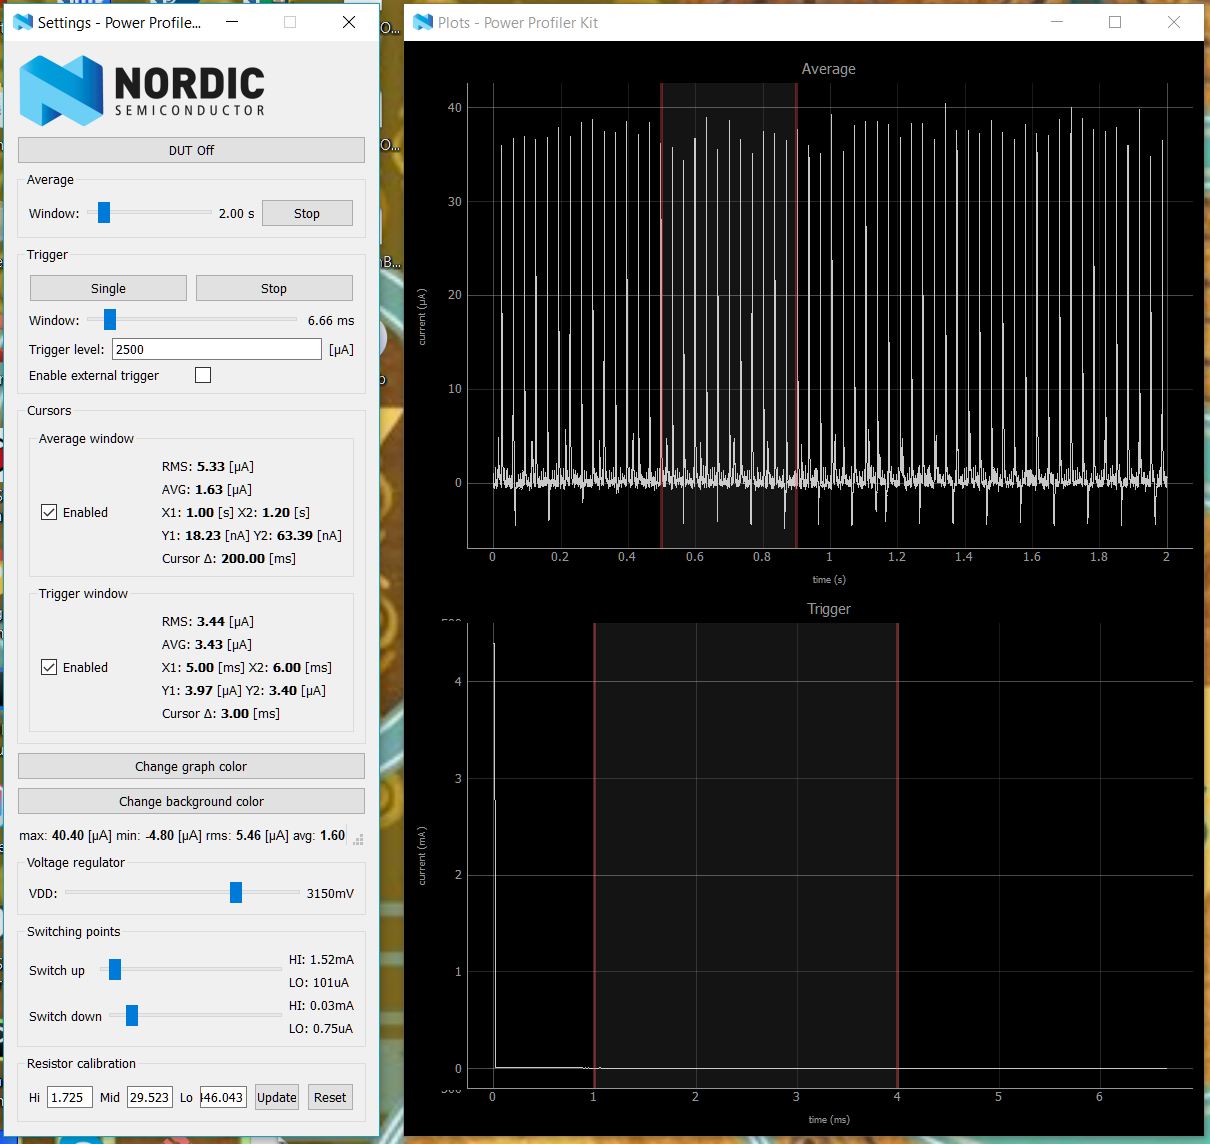 Settings - Power Profile...
NORDIC
SEMICONDUCTOR
DUT Off
Average
Window: 2.00 s Stop
Trigger
Single Stop
Window: 6.66 ms
Trigger level: 2500 [µA]
Enable external trigger
Cursors
Average window
RMS: 5.33 [µA]
AVG: 1.63 [µA]
Enabled X1: 1.00 [s] X2: 1.20 [s]
Y1: 18.23 [nA] Y2: 63.39 [nA]
Cursor Δ: 200.00 [ms]
Trigger window
RMS: 3.44 [µA]
AVG: 3.43 [µA]
Enabled X1: 5.00 [ms] X2: 6.00 [ms]
Y1: 3.97 [µA] Y2: 3.40 [µA]
Cursor Δ: 3.00 [ms]
Change graph color
Change background color
max: 40.40 [µA] min: -4.80 [µA] rms: 5.46 [µA] avg: 1.60
Voltage regulator
VDD: 3150mV
Switching points
Switch up HI: 1.52mA
LO: 101uA
Switch down HI: 0.03mA
LO: 0.75uA
Resistor calibration
Hi 1.725 Mid 29.523 Lo 46.043 Update Reset
Plots - Power Profiler Kit
Average
40
30
20
10
0
current (µA)
0 0.2 0.4 0.6 0.8 1 1.2 1.4 1.6 1.8 2
time (s)
Trigger
4
3
2
1
0
current (mA)
0 1 2 3 4 5 6
time (ms)